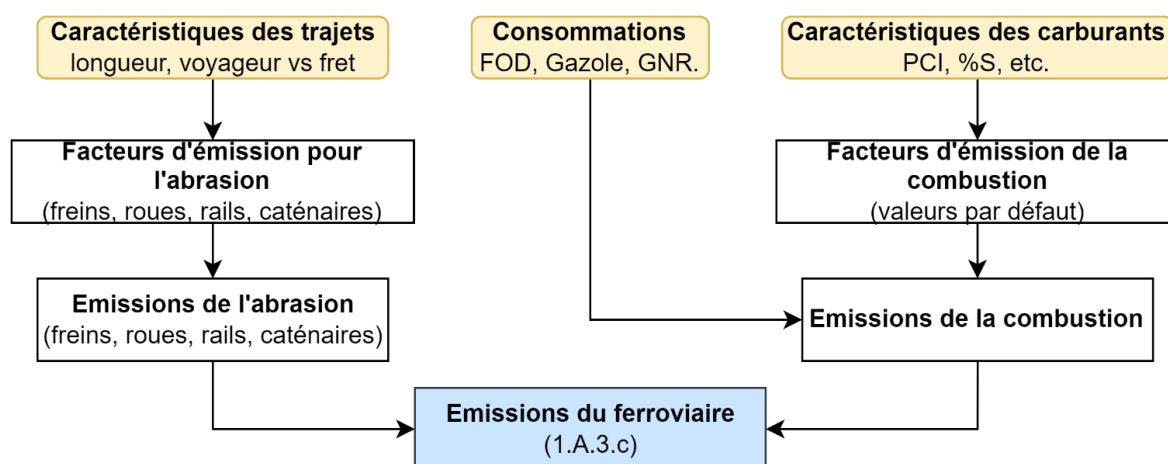 Caractéristiques des trajets
longueur, voyageur vs fret
Consommations
FOD, Gazole, GNR.
Caractéristiques des carburants
PCI, %S, etc.
Facteurs d'émission pour
l'abrasion
(freins, roues, rails, caténaires)
Facteurs d'émission de la
combustion
(valeurs par défaut)
Emissions de l'abrasion
(freins, roues, rails, caténaires)
Emissions de la combustion
Emissions du ferroviaire
(1.A.3.c)